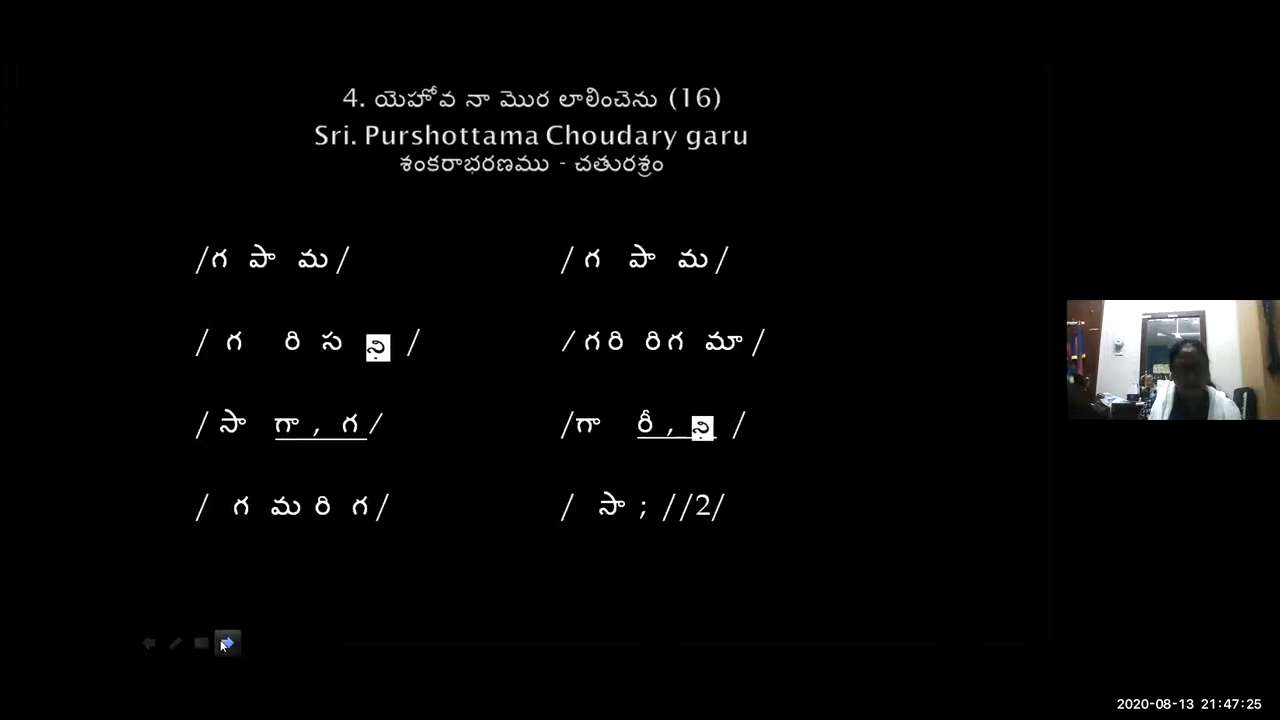 4. యెహోవ నా మొర లాలించెను (16)
Sri. Purshottama Choudary garu
శంకరాభరణము - చతురశ్రం
/గ పా మ/ / గ పా మ/
/ గ రి స ని / /గరి రిగ మా/
/ సా గా , గ/ /గా రీ , ని /
/ గ మ రి గ/ / సా ; //2/
2020-08-13 21:47:25